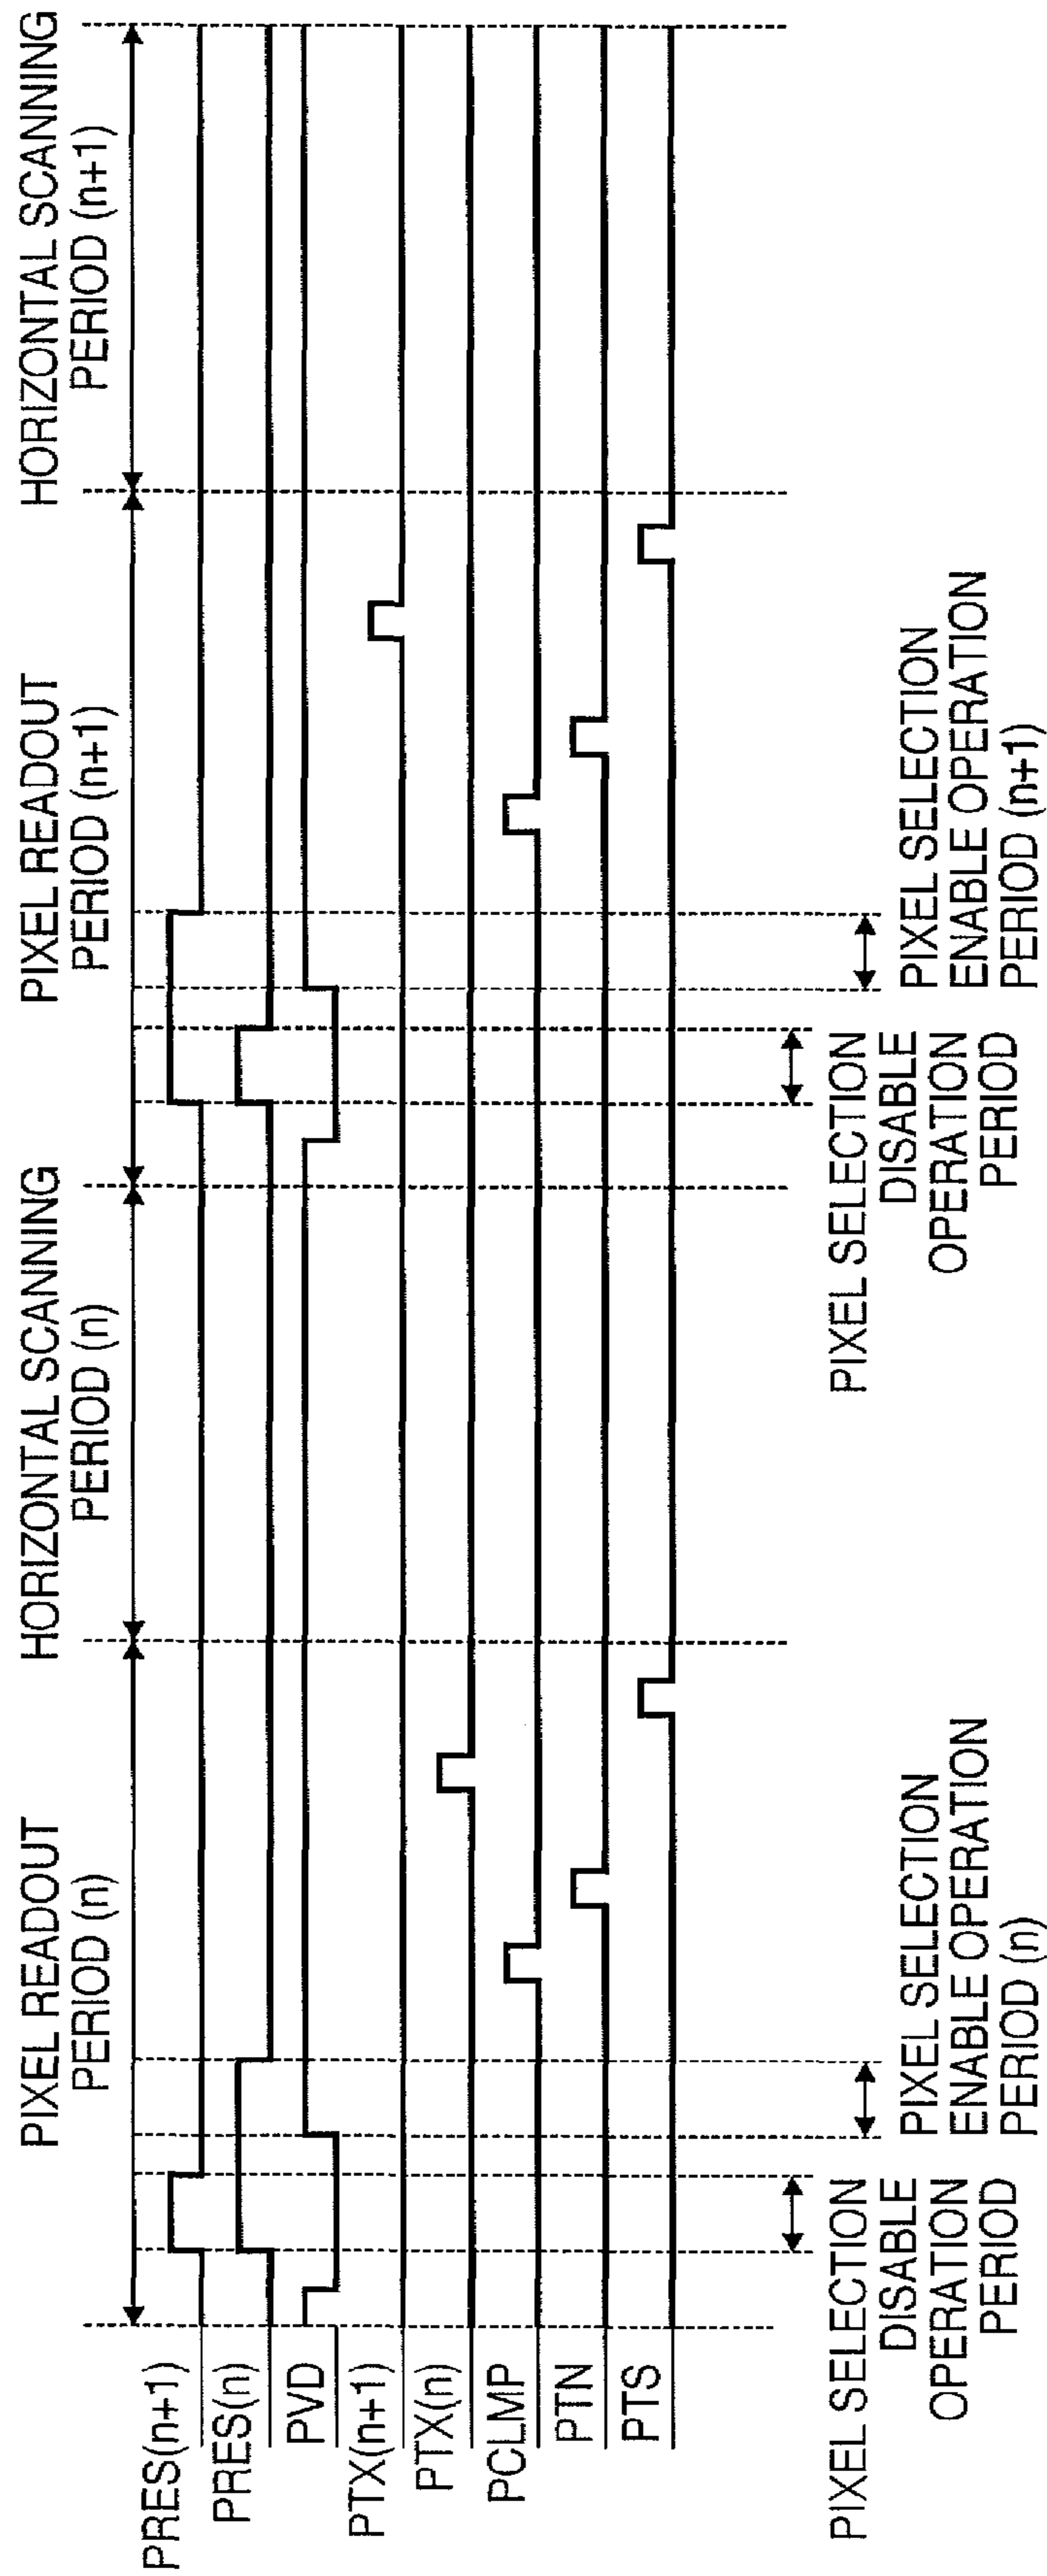 PIXEL READOUT
PERIOD (n)
HORIZONTAL SCANNING
PERIOD (n)
PIXEL READOUT
PERIOD (n+1)
HORIZONTAL SCANNING
PERIOD (n+1)
PRES(n+1)
PRES(n)
PVD
PTX(n+1)
PTX(n)
PCLMP
PTN
PTS
PIXEL SELECTION
DISABLE
OPERATION
PERIOD
PIXEL SELECTION
ENABLE OPERATION
PERIOD (n)
PIXEL SELECTION
DISABLE
OPERATION
PERIOD
PIXEL SELECTION
ENABLE OPERATION
PERIOD (n+1)